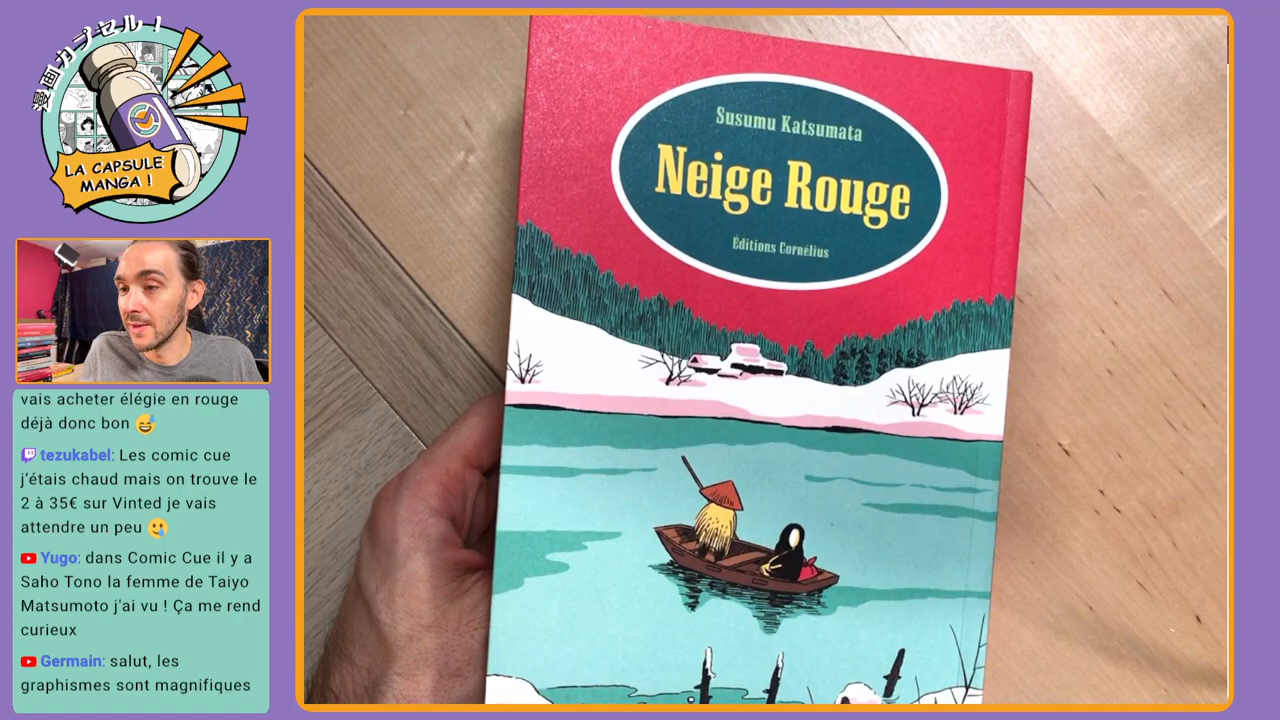 漫画カプセル!
LA CAPSULE
MANGA !
Susumu Katsumata
Neige Rouge
Éditions Cornélius
vais acheter élégie en rouge
déjà donc bon 😅
tezukabel: Les comic cue
j’étais chaud mais on trouve le
2 à 35€ sur Vinted je vais
attendre un peu 🥲
Yugo: dans Comic Cue il y a
Saho Tono la femme de Taiyo
Matsumoto j'ai vu ! Ça me rend
curieux
Germain: salut, les
graphismes sont magnifiques